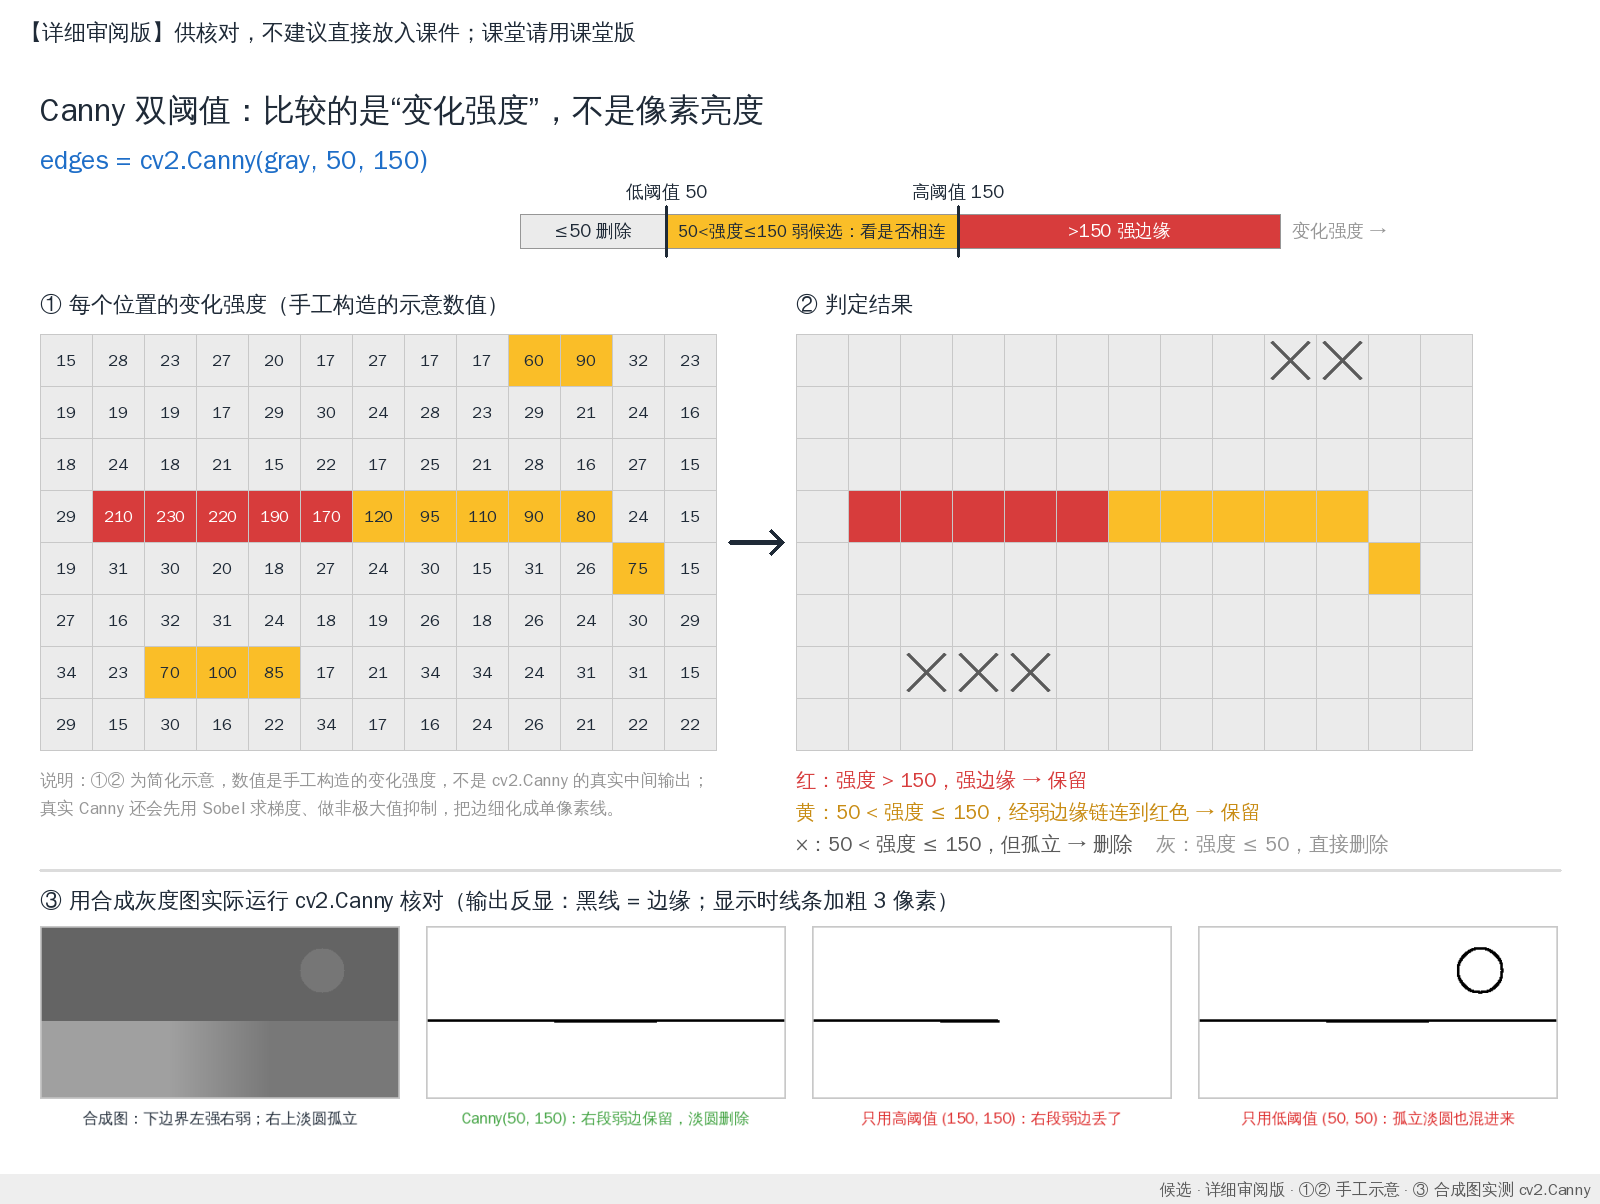 【详细审阅版】供核对，不建议直接放入课件；课堂请用课堂版
Canny 双阈值：比较的是“变化强度”，不是像素亮度
edges = cv2.Canny(gray, 50, 150)
低阈值 50 高阈值 150
≤50 删除 50<强度≤150 弱候选：看是否相连 >150 强边缘 变化强度 →
① 每个位置的变化强度（手工构造的示意数值）
15 28 23 27 20 17 27 17 17 60 90 32 23
19 19 19 17 29 30 24 28 23 29 21 24 16
18 24 18 21 15 22 17 25 21 28 16 27 15
29 210 230 220 190 170 120 95 110 90 80 24 15
19 31 30 20 18 27 24 30 15 31 26 75 15
27 16 32 31 24 18 19 26 18 26 24 30 29
34 23 70 100 85 17 21 34 34 24 31 31 15
29 15 30 16 22 34 17 16 24 26 21 22 22
说明：①② 为简化示意，数值是手工构造的变化强度，不是 cv2.Canny 的真实中间输出；
真实 Canny 还会先用 Sobel 求梯度、做非极大值抑制，把边细化成单像素线。
② 判定结果
红：强度 > 150，强边缘 → 保留
黄：50 < 强度 ≤ 150，经弱边缘链连到红色 → 保留
×：50 < 强度 ≤ 150，但孤立 → 删除 灰：强度 ≤ 50，直接删除
③ 用合成灰度图实际运行 cv2.Canny 核对（输出反显：黑线 = 边缘；显示时线条加粗 3 像素）
合成图：下边界左强右弱；右上淡圆孤立
Canny(50, 150)：右段弱边保留，淡圆删除
只用高阈值 (150, 150)：右段弱边丢了
只用低阈值 (50, 50)：孤立淡圆也混进来
候选 · 详细审阅版 · ①② 手工示意 · ③ 合成图实测 cv2.Canny